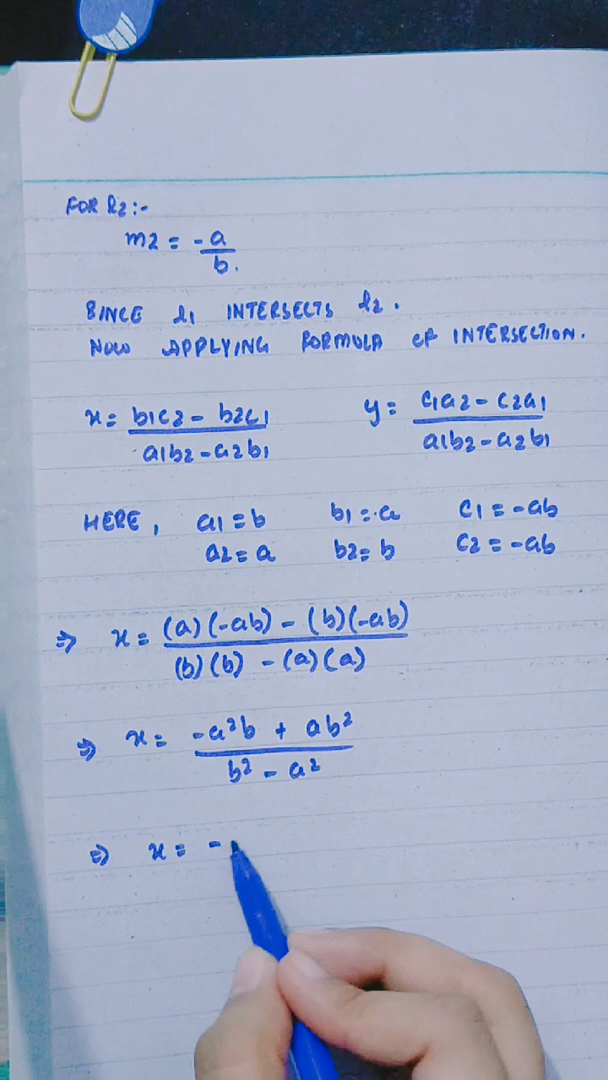 FOR l2:-
m2 = -a/b.
SINCE l1 INTERSECTS l2.
NOW APPLYING FORMULA OF INTERSECTION.
x = (b1c2 - b2c1)/(a1b2 - a2b1) y = (c1a2 - c2a1)/(a1b2 - a2b1)
HERE, a1 = b b1 = a c1 = -ab
a2 = a b2 = b c2 = -ab
⇒ x = ((a)(-ab) - (b)(-ab))/((b)(b) - (a)(a))
⇒ x = (-a²b + ab²)/(b² - a²)
⇒ x = -